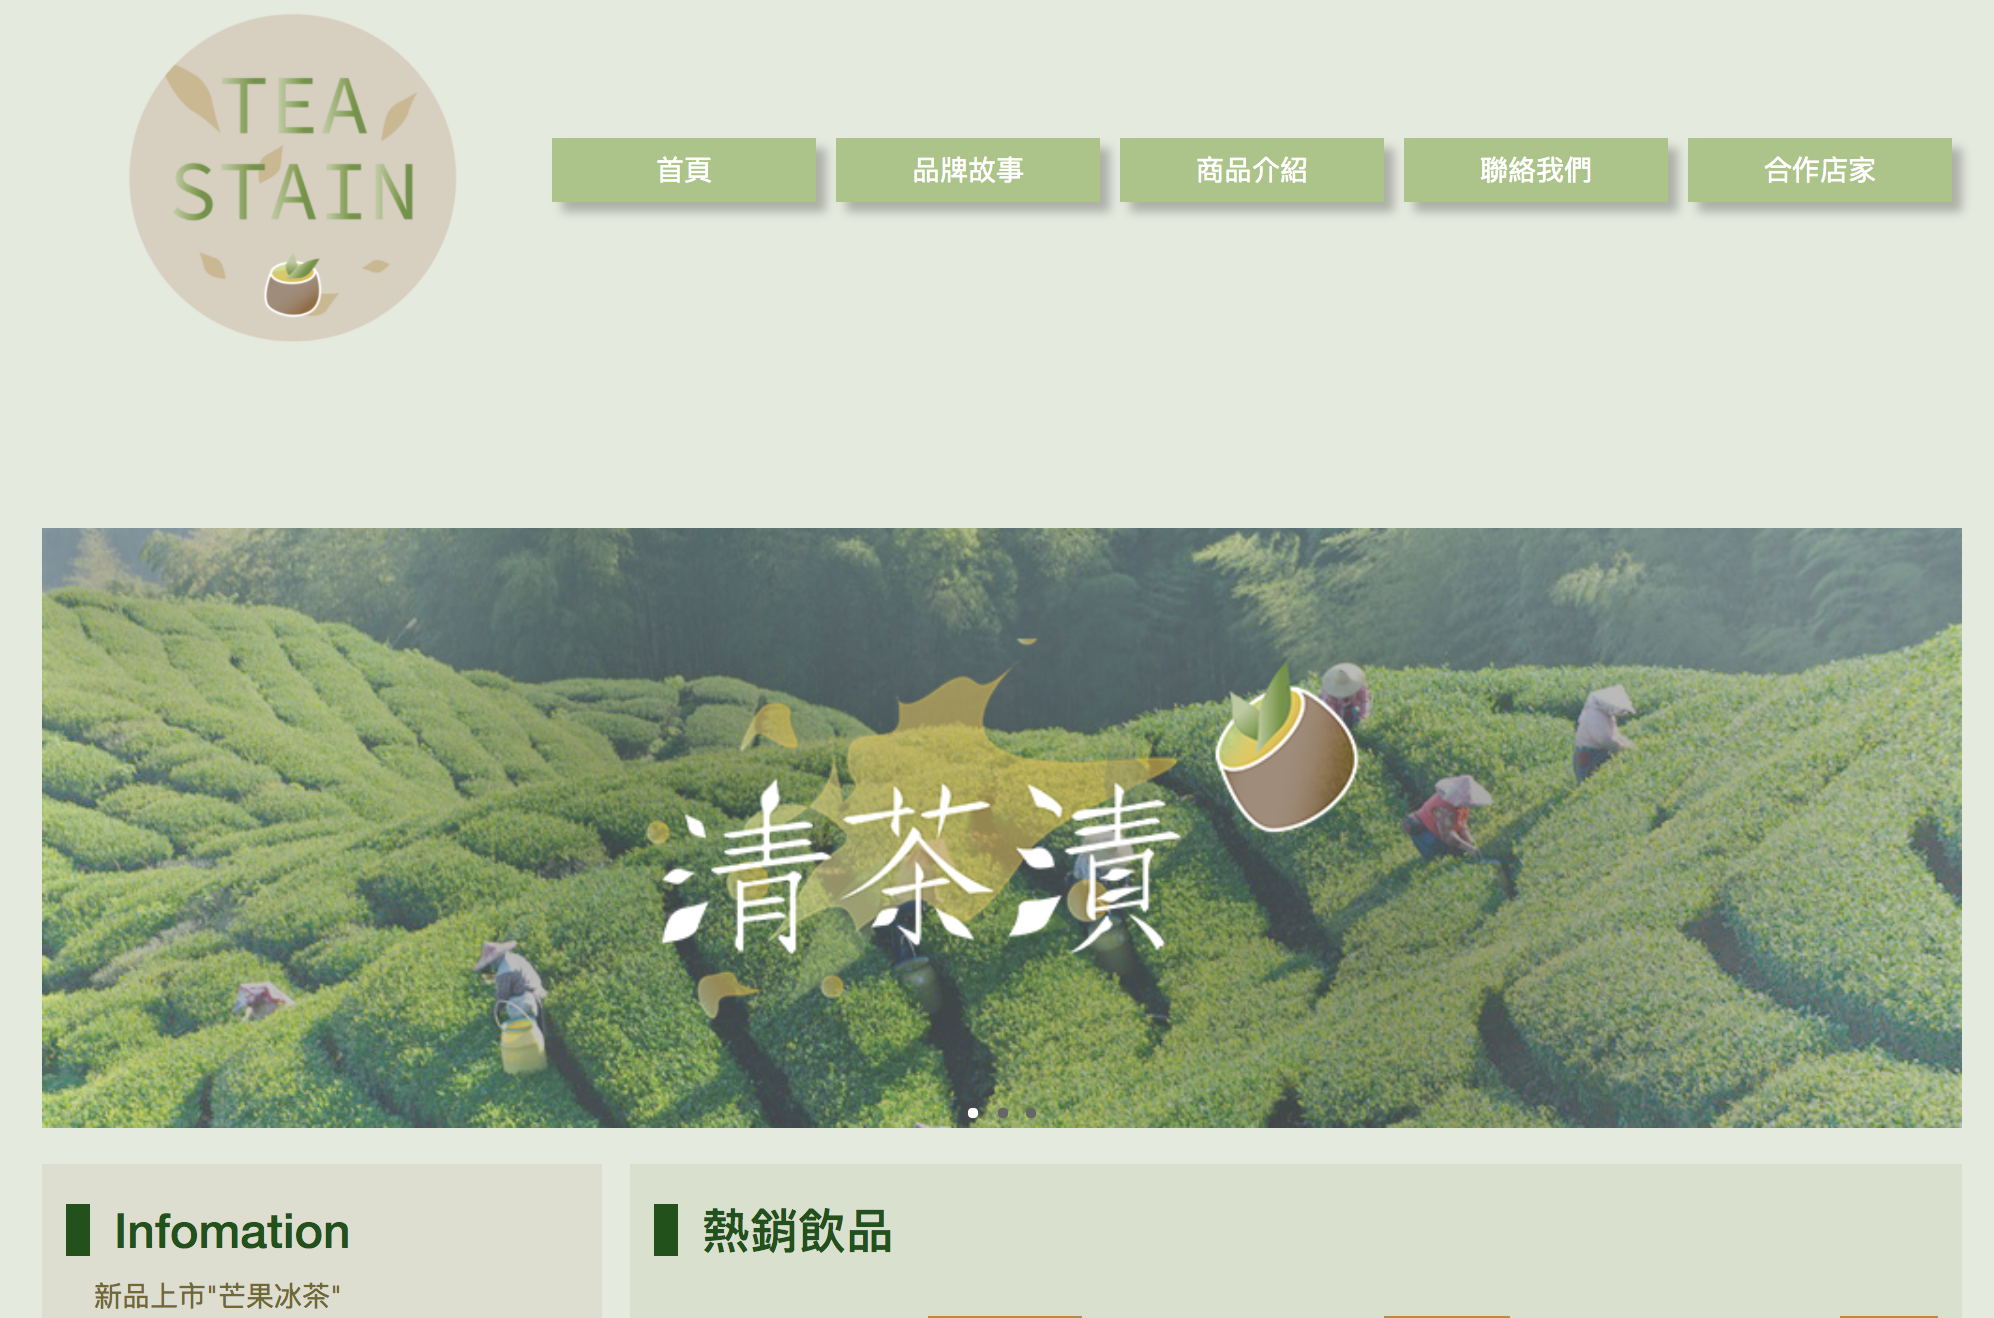 TEA
STAIN
首頁
品牌故事
商品介紹
聯絡我們
合作店家
清茶漬
Infomation
新品上市"芒果冰茶"
熱銷飲品